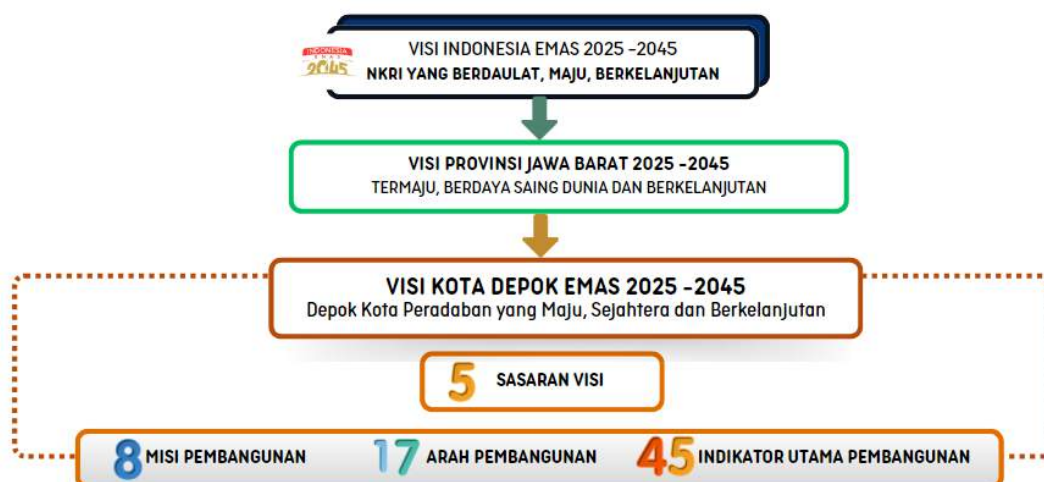 INDONESIA
EMAS
2045
VISI INDONESIA EMAS 2025 -2045
NKRI YANG BERDAULAT, MAJU, BERKELANJUTAN
VISI PROVINSI JAWA BARAT 2025 -2045
TERMAJU, BERDAYA SAING DUNIA DAN BERKELANJUTAN
VISI KOTA DEPOK EMAS 2025 -2045
Depok Kota Peradaban yang Maju, Sejahtera dan Berkelanjutan
5 SASARAN VISI
8 MISI PEMBANGUNAN 17 ARAH PEMBANGUNAN 45 INDIKATOR UTAMA PEMBANGUNAN